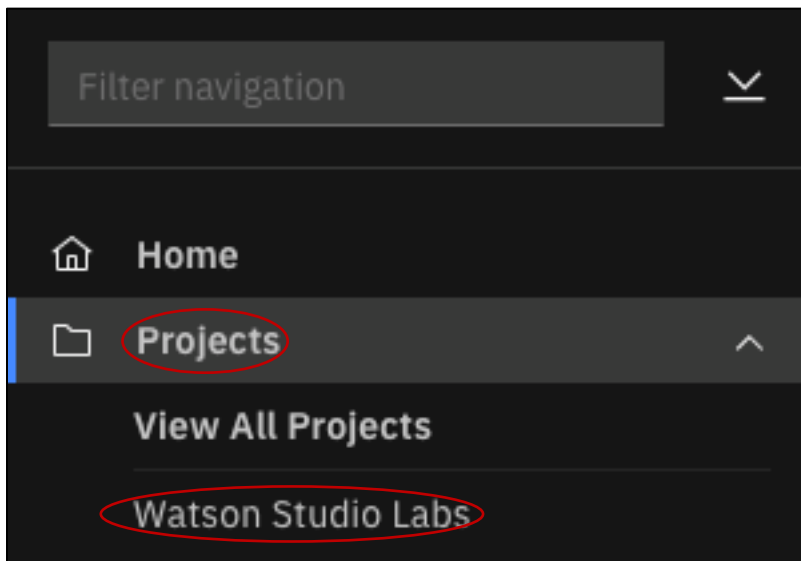 Filter navigation
Home
Projects
View All Projects
Watson Studio Labs